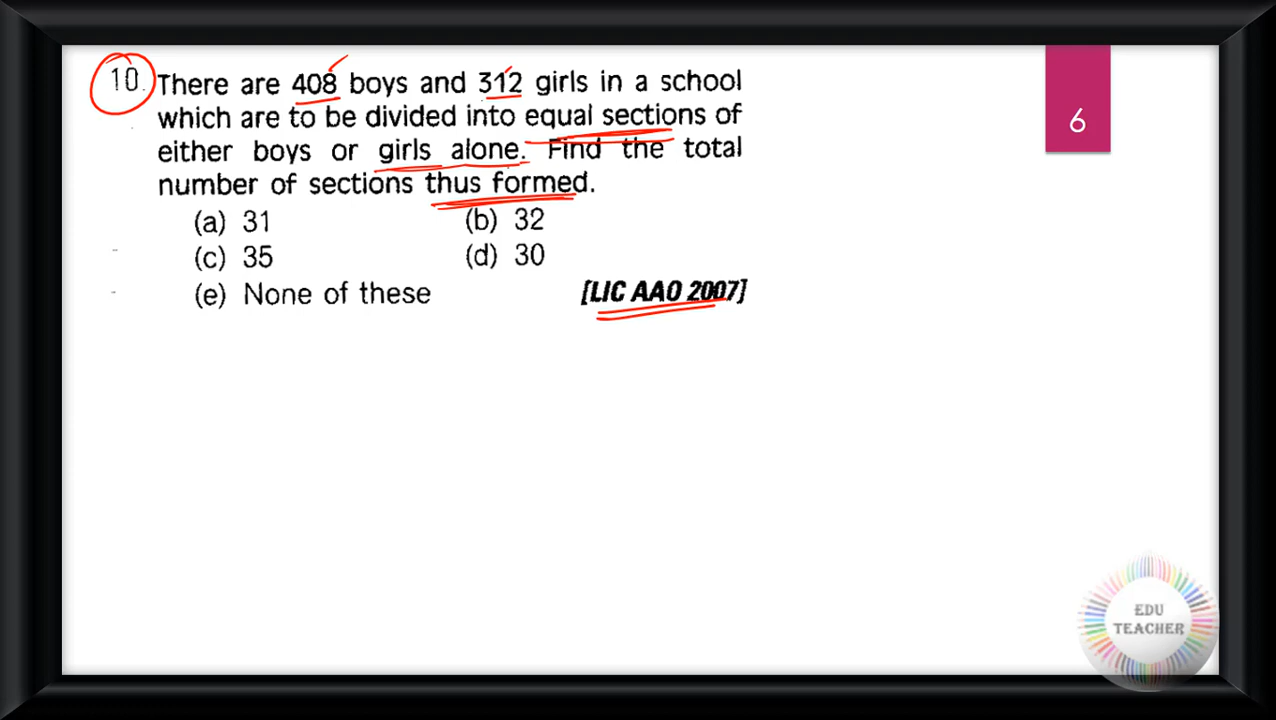 10. There are 408 boys and 312 girls in a school
which are to be divided into equal sections of
either boys or girls alone. Find the total
number of sections thus formed.
(a) 31 (b) 32
(c) 35 (d) 30
(e) None of these [LIC AAO 2007]
6
EDU
TEACHER